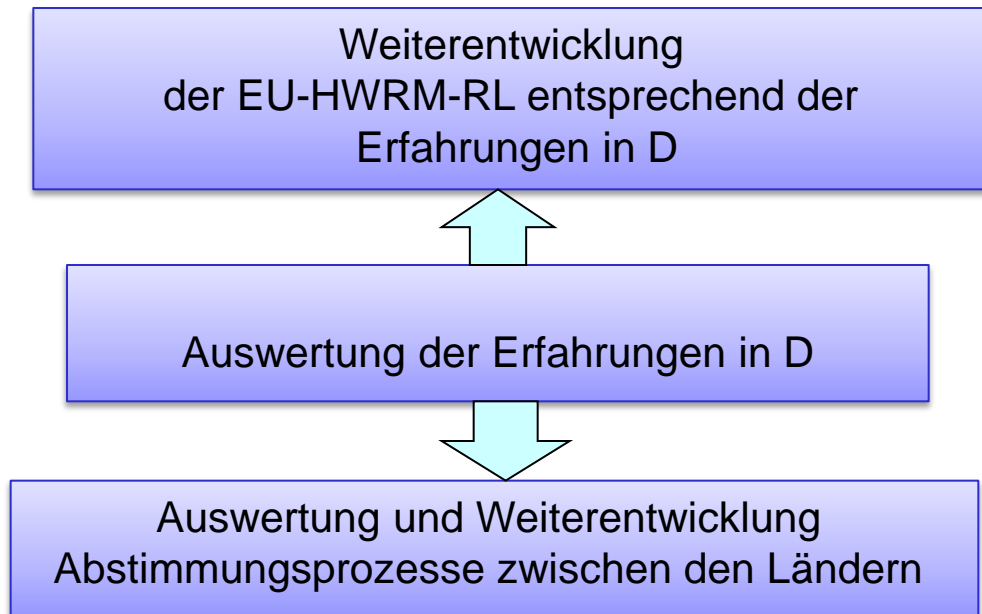 Weiterentwicklung
der EU-HWRM-RL entsprechend der
Erfahrungen in D
Auswertung der Erfahrungen in D
Auswertung und Weiterentwicklung
Abstimmungsprozesse zwischen den Ländern